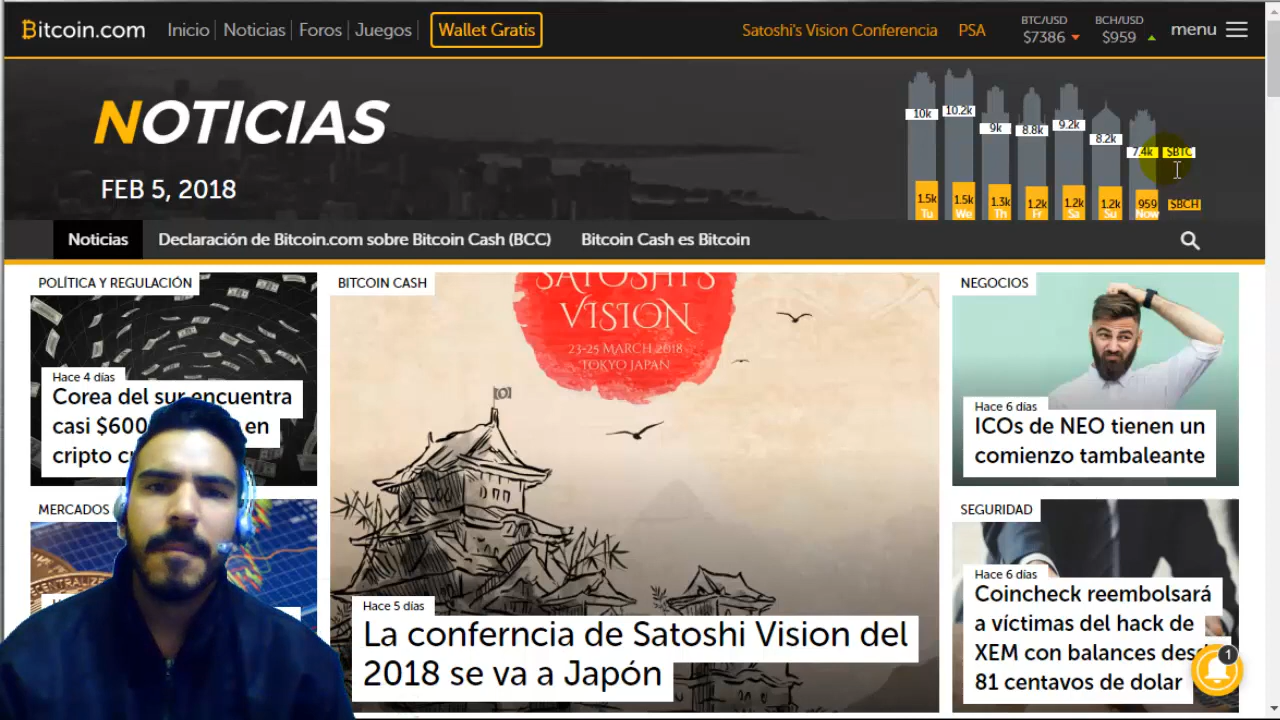 Bitcoin.com
Inicio
Noticias
Foros
Juegos
Wallet Gratis
Satoshi's Vision Conferencia
PSA
BTC/USD
$7386
BCH/USD
$959
menu
NOTICIAS
FEB 5, 2018
10k
10.2k
9k
8.8k
9.2k
8.2k
7.4k
$BTC
1.5k
1.5k
1.3k
1.2k
1.2k
1.2k
959
$BCH
Tu
We
Th
Fr
Sa
Su
Now
Noticias
Declaración de Bitcoin.com sobre Bitcoin Cash (BCC)
Bitcoin Cash es Bitcoin
POLÍTICA Y REGULACIÓN
Hace 4 días
Corea del sur encuentra
casi $600 en
cripto
MERCADOS
BITCOIN CASH
SATOSHI'S
VISION
23-25 MARCH 2018
TOKYO JAPAN
Hace 5 días
La conferncia de Satoshi Vision del
2018 se va a Japón
NEGOCIOS
Hace 6 días
ICOs de NEO tienen un
comienzo tambaleante
SEGURIDAD
Hace 6 días
Coincheck reembolsará
a víctimas del hack de
XEM con balances
81 centavos de dolar
1